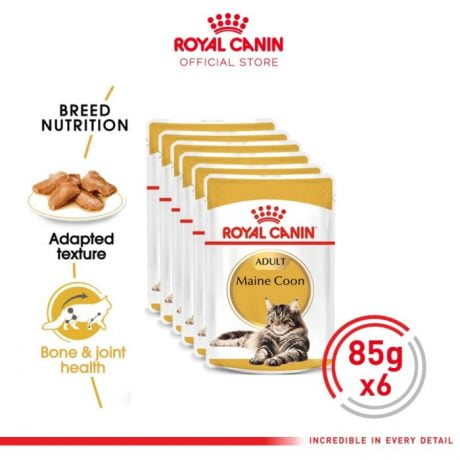 ROYAL CANIN
OFFICIAL STORE
BREED
NUTRITION
Adapted
texture
Bone & joint
health
ROYAL CANIN
ADULT
Maine Coon
85g
x6
INCREDIBLE IN EVERY DETAIL